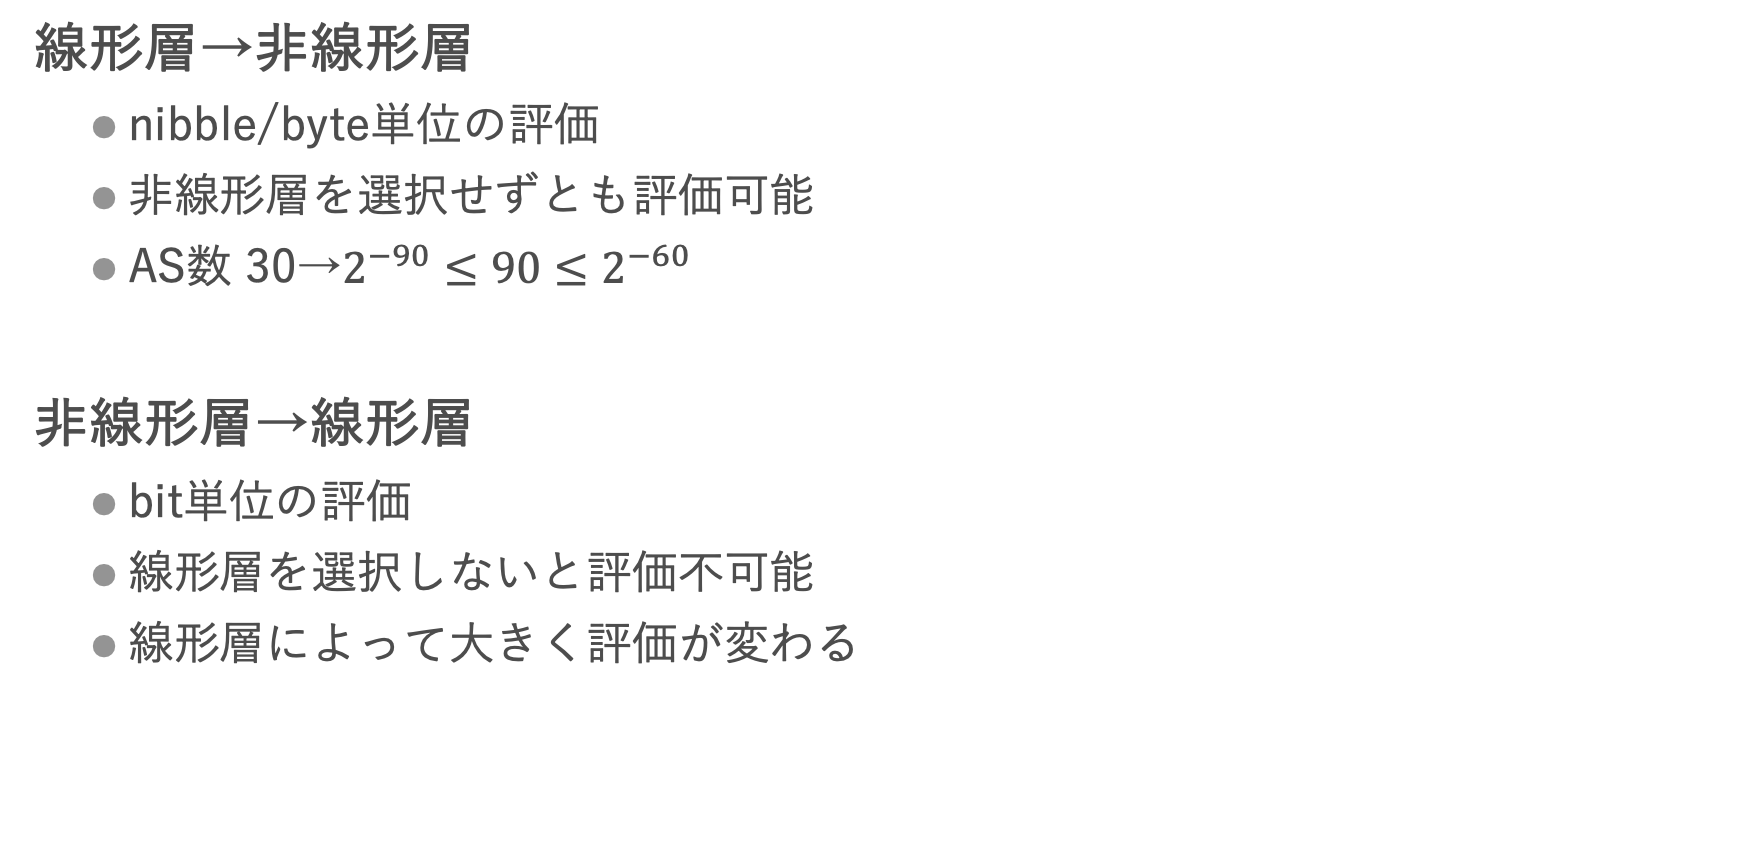 線形層→非線形層
● nibble/byte単位の評価
● 非線形層を選択せずとも評価可能
● AS数 30→2⁻⁹⁰ ≤ 90 ≤ 2⁻⁶⁰
非線形層→線形層
● bit単位の評価
● 線形層を選択しないと評価不可能
● 線形層によって大きく評価が変わる